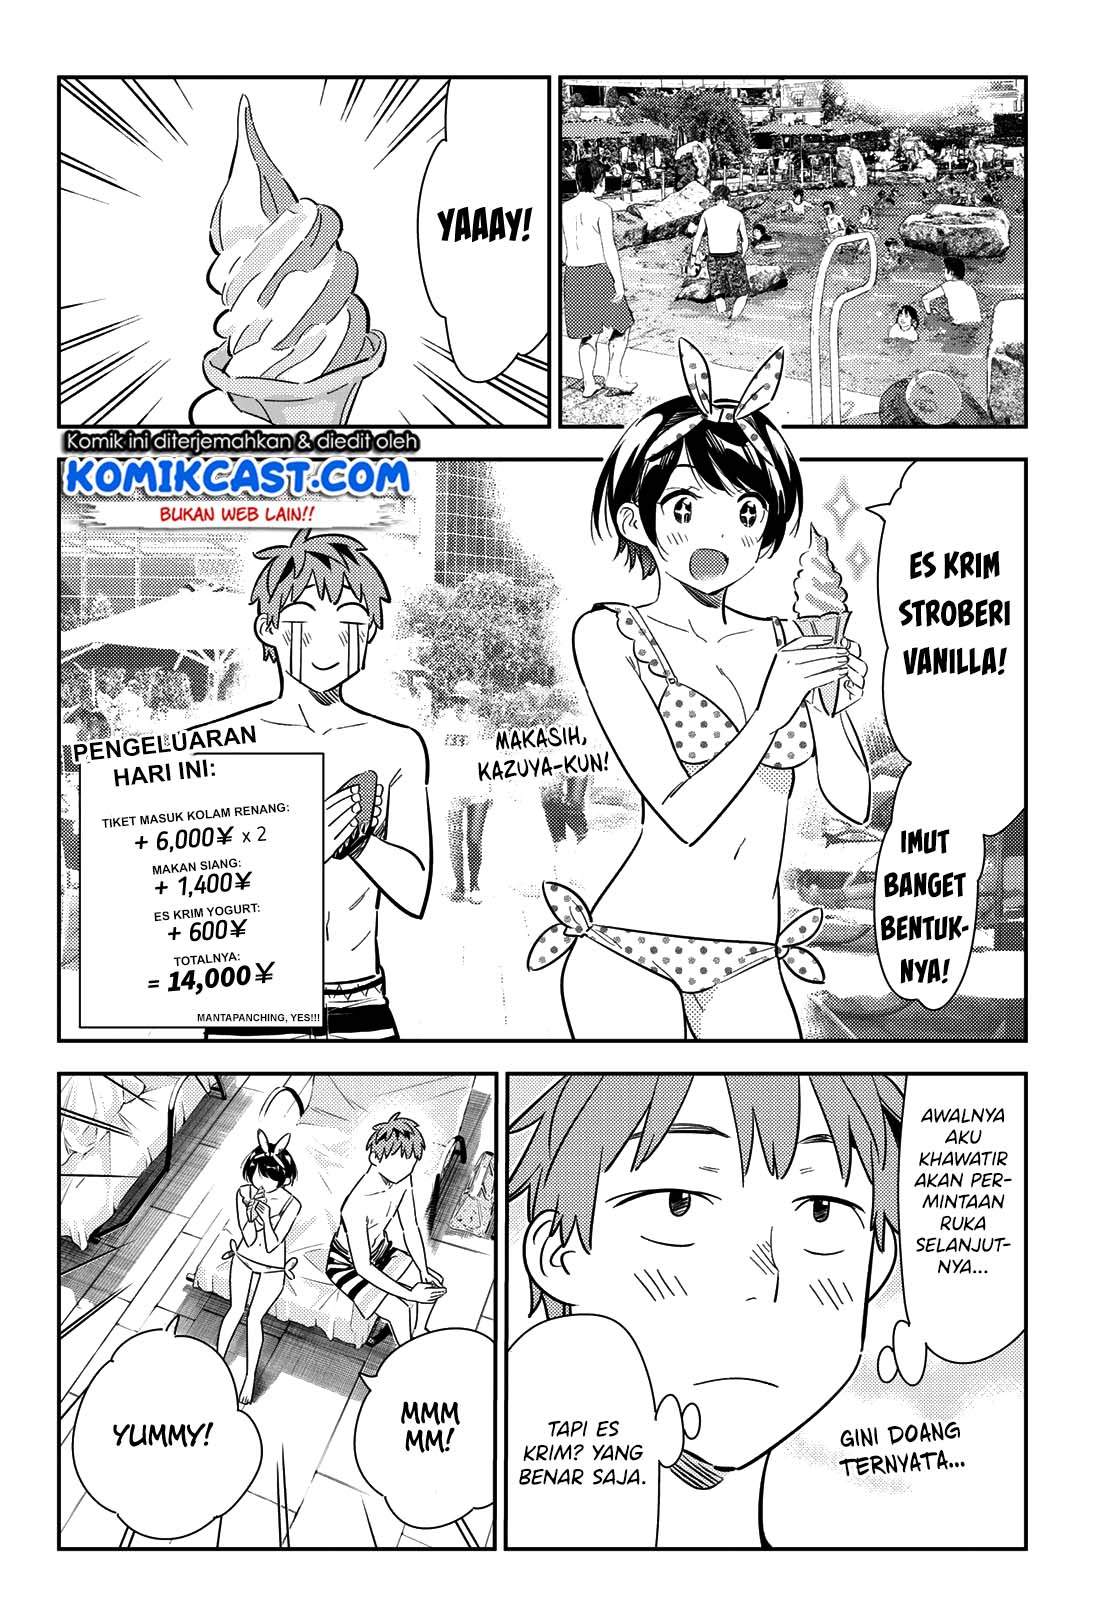 YAAAY!
Komik ini diterjemahkan & diedit oleh
KOMIKCAST.COM
BUKAN WEB LAIN!!
ES KRIM
STROBERI
VANILLA!
IMUT
BANGET
BENTUK-
NYA!
MAKASIH,
KAZUYA-KUN!
PENGELUARAN
HARI INI:
TIKET MASUK KOLAM RENANG:
+ 6,000¥ x 2
MAKAN SIANG:
+ 1,400¥
ES KRIM YOGURT:
+ 600¥
TOTALNYA:
= 14,000¥
MANTAPANCHING, YES!!!
AWALNYA
AKU
KHAWATIR
AKAN PER-
MINTAAN
RUKA
SELANJUT-
NYA...
GINI DOANG
TERNYATA...
TAPI ES
KRIM? YANG
BENAR SAJA.
MMM
MM!
YUMMY!